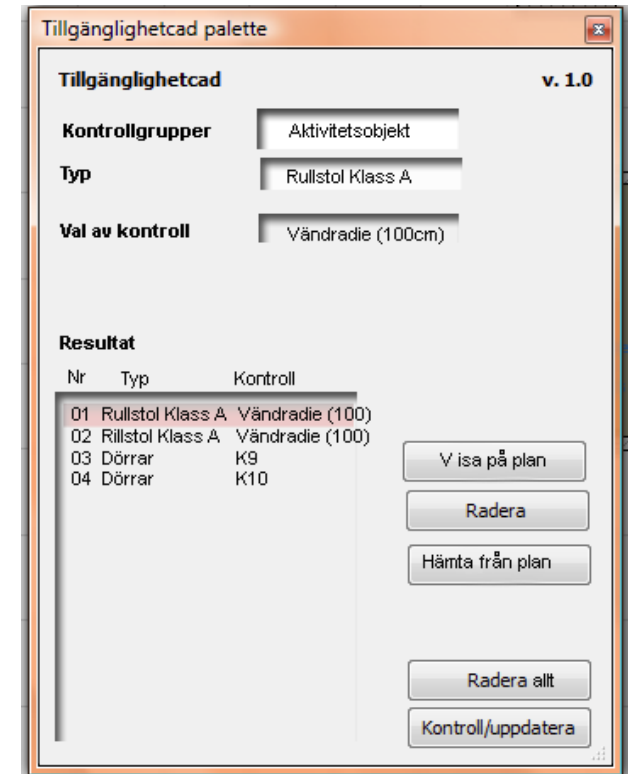 Tillgänglighetcad palette
Tillgänglighetcad v. 1.0
Kontrollgrupper Aktivitetsobjekt
Typ Rullstol Klass A
Val av kontroll Vändradie (100cm)
Resultat
Nr Typ Kontroll
01 Rullstol Klass A Vändradie (100)
02 Rillstol Klass A Vändradie (100)
03 Dörrar K9
04 Dörrar K10
V isa på plan
Radera
Hämta från plan
Radera allt
Kontroll/uppdatera